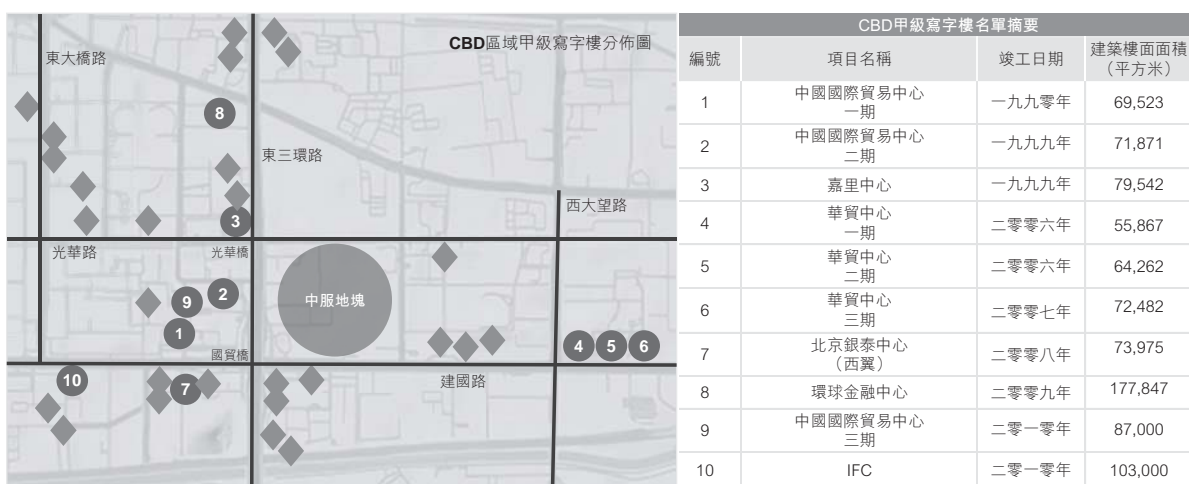 CBD區域甲級寫字樓分佈圖
東大橋路
8
東三環路
西大望路
3
光華路
光華橋
中服地塊
9
2
1
4
5
6
國貿橋
建國路
10
7
CBD甲級寫字樓名單摘要
編號 項目名稱 竣工日期 建築樓面面積
（平方米）
1 中國國際貿易中心
一期 一九九零年 69,523
2 中國國際貿易中心
二期 一九九九年 71,871
3 嘉里中心 一九九九年 79,542
4 華貿中心
一期 二零零六年 55,867
5 華貿中心
二期 二零零六年 64,262
6 華貿中心
三期 二零零七年 72,482
7 北京銀泰中心
（西翼） 二零零八年 73,975
8 環球金融中心 二零零九年 177,847
9 中國國際貿易中心
三期 二零一零年 87,000
10 IFC 二零一零年 103,000